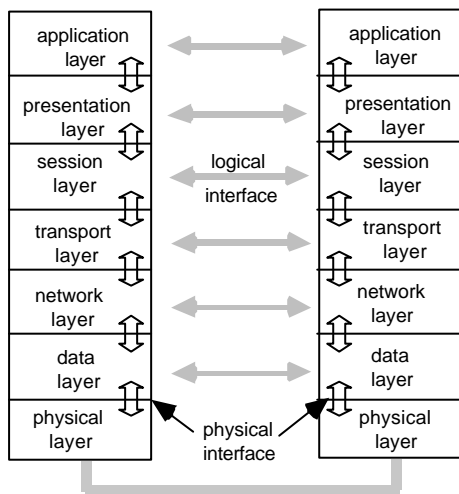 application
layer
presentation
layer
session
layer
transport
layer
network
layer
data
layer
physical
layer
logical
interface
physical
interface
application
layer
presentation
layer
session
layer
transport
layer
network
layer
data
layer
physical
layer